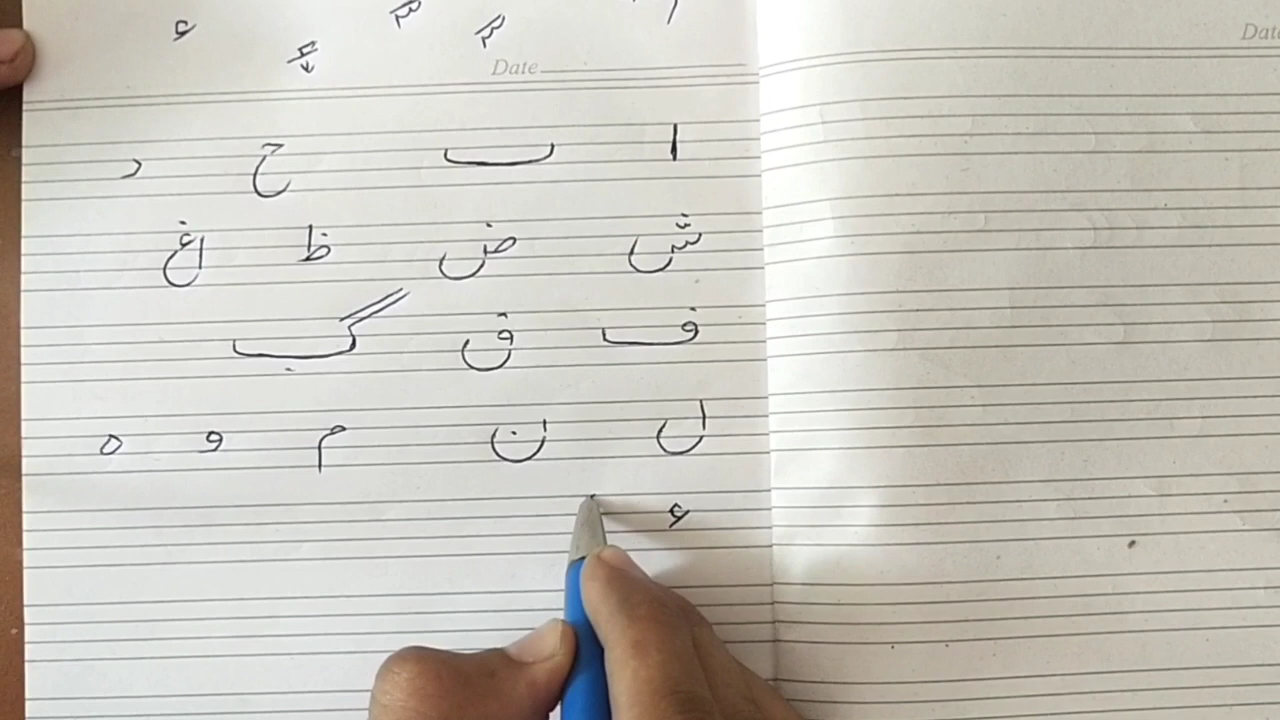 Date
Date
ا ب ح د
ش ض ظ غ
ف ق گ
ل ن م و ہ
ء